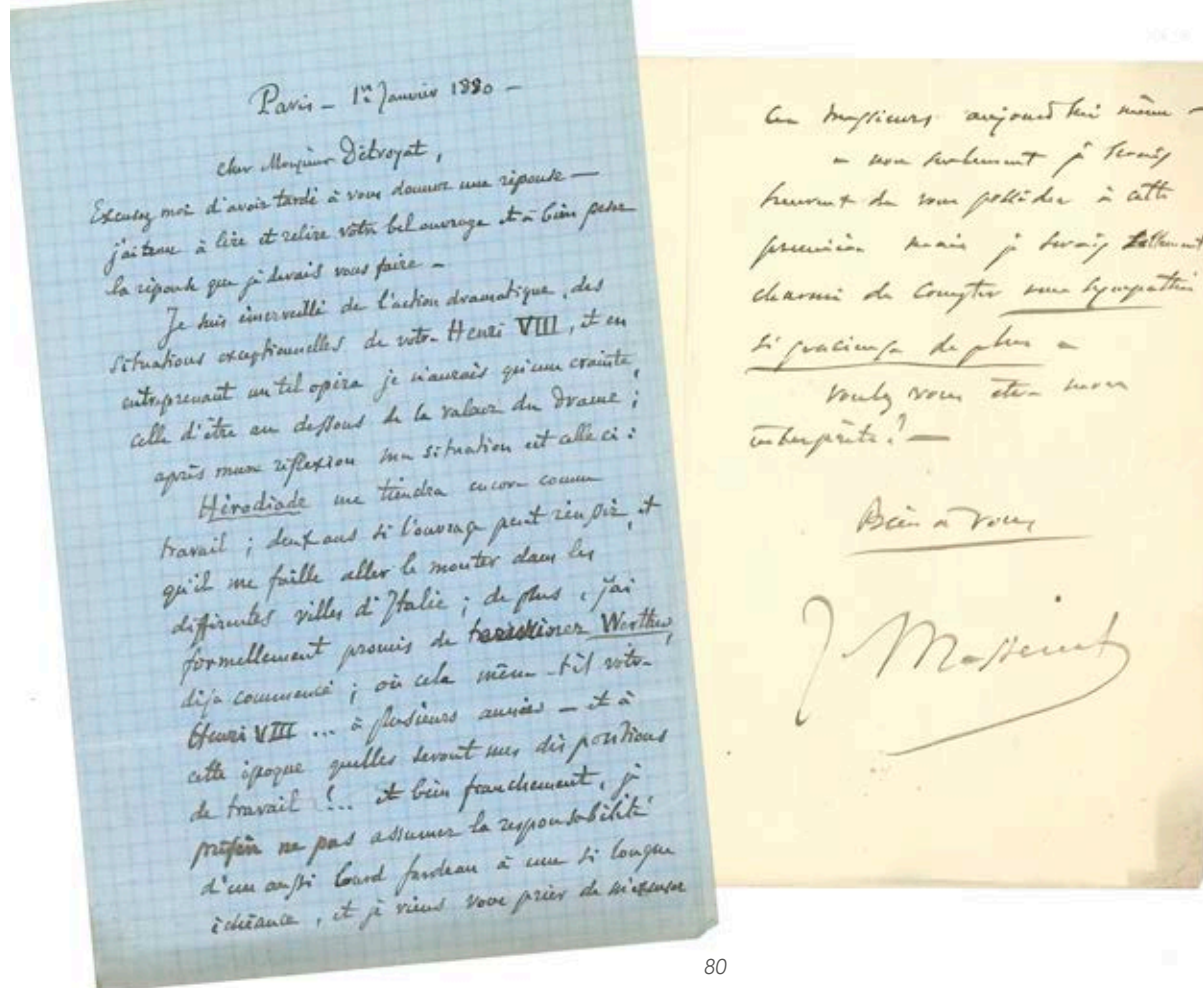 Paris – 1er Janvier 1880 –
cher Monsieur Détroyat,
Excusez moi d'avoir tardé à vous donner une réponse –
j'ai tenu à lire et relire votre bel ouvrage et à bien peser
la réponse que je devais vous faire –
Je suis émerveillé de l'action dramatique, des
situations exceptionnelles de votre Henri VIII, et en
entreprenant un tel opéra je n'aurais qu'une crainte,
celle d'être au dessous de la valeur du drame ;
après mure réflexion ma situation est celle ci :
Hérodiade me tiendra encore comme
travail ; deux ans si l'ouvrage peut réussir et
qu'il me faille aller le monter dans les
différentes villes d'Italie ; de plus, j'ai
formellement promis de terminer Werther,
déja commencé ; où cela mène-t-il votre
Henri VIII ... à plusieurs années – et à
cette époque quelles seront mes dispositions
de travail !.. et bien franchement, je
préfère ne pas assumer la responsabilité
d'un aussi lourd fardeau à une si longue
échéance, et je viens vous prier de m'excuser
messieurs aujourd'hui même –
non seulement je serais
heureux de vous posséder à cette
première mais je serais tellement
charmé de compter une sympathie
si gracieuse de plus –
voulez vous être mon
interprète ? –
Bien à vous
J. Massenet
80